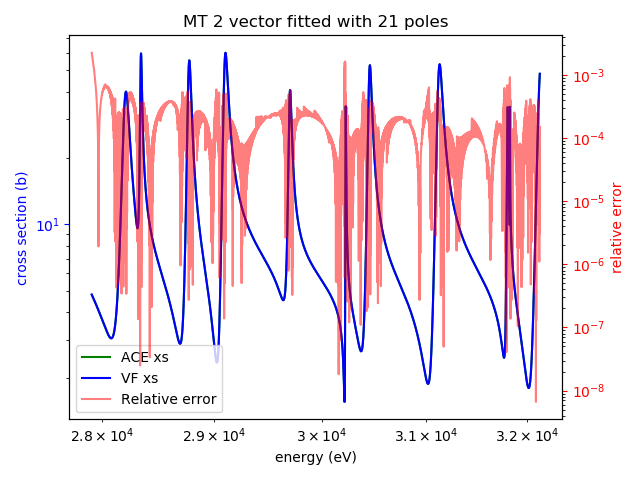 MT 2 vector fitted with 21 poles
cross section (b)
10¹
10⁻³
10⁻⁴
10⁻⁵
10⁻⁶
10⁻⁷
10⁻⁸
relative error
ACE xs
VF xs
Relative error
2.8 × 10⁴ 2.9 × 10⁴ 3 × 10⁴ 3.1 × 10⁴ 3.2 × 10⁴
energy (eV)